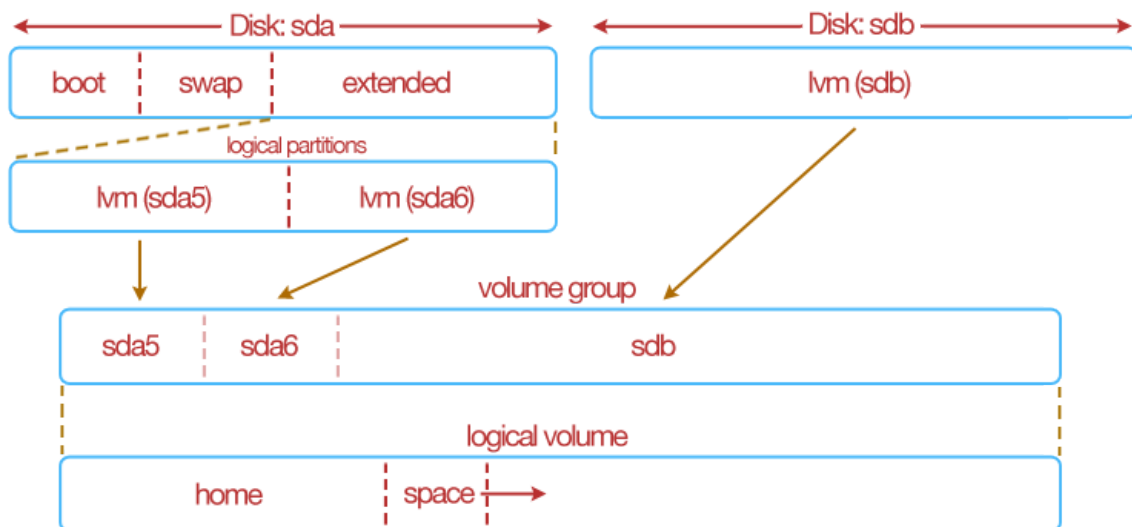 Disk: sda
Disk: sdb
boot
swap
extended
lvm (sdb)
logical partitions
lvm (sda5)
lvm (sda6)
volume group
sda5
sda6
sdb
logical volume
home
space